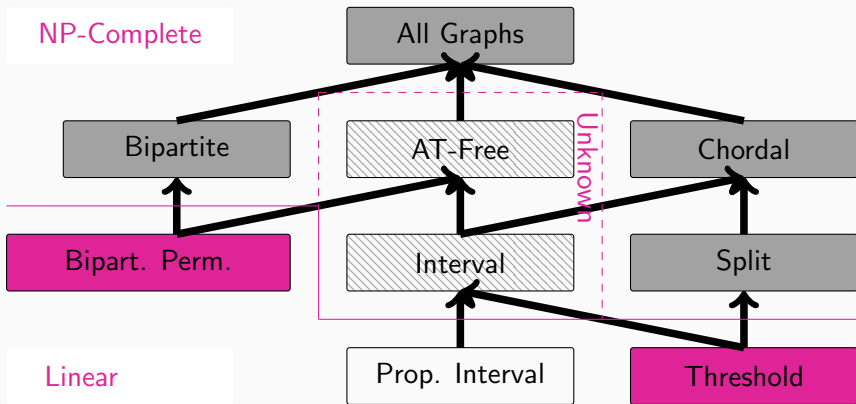 NP-Complete
All Graphs
Bipartite
AT-Free
Unknown
Chordal
Bipart. Perm.
Interval
Split
Linear
Prop. Interval
Threshold